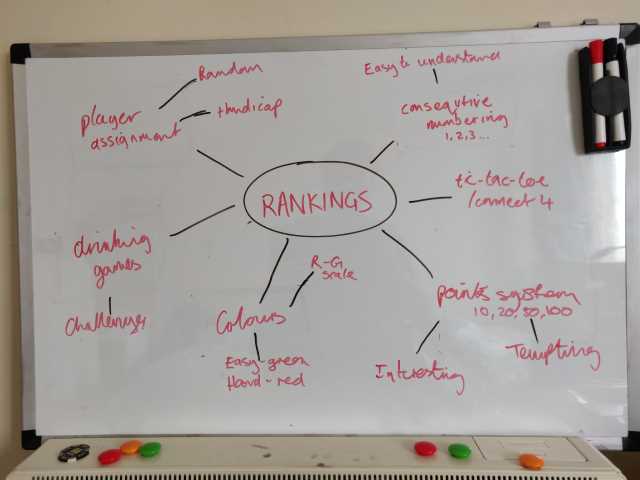 Random
player
assignment
Handicap
Easy to understand
consequtive
numbering
1, 2, 3...
RANKINGS
tic-tac-toe
/connect 4
drinking
games
challenges
R-G
scale
Colours
Easy-green
Hard-red
points system
10, 20, 50, 100
Interesting
Tempting